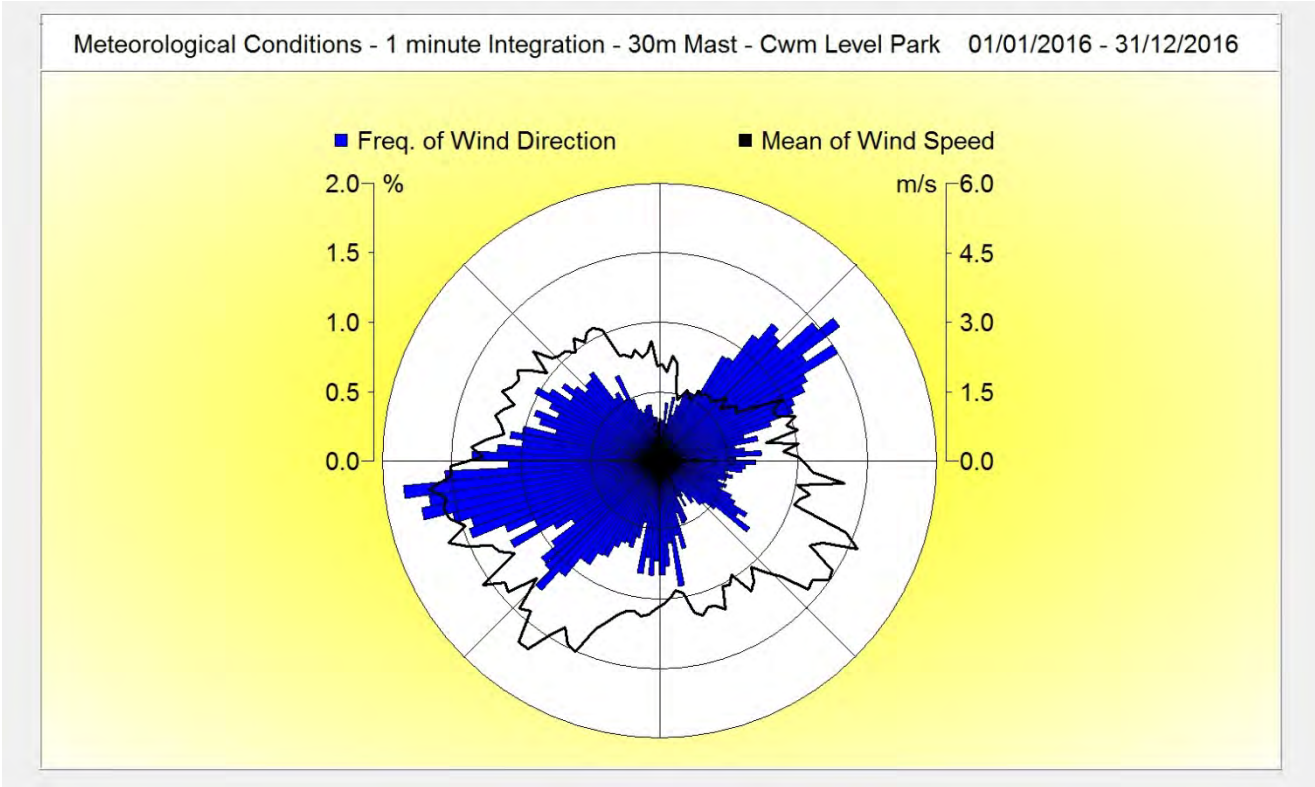 Meteorological Conditions - 1 minute Integration - 30m Mast - Cwm Level Park 01/01/2016 - 31/12/2016
Freq. of Wind Direction Mean of Wind Speed
2.0 % m/s 6.0
1.5 4.5
1.0 3.0
0.5 1.5
0.0 0.0